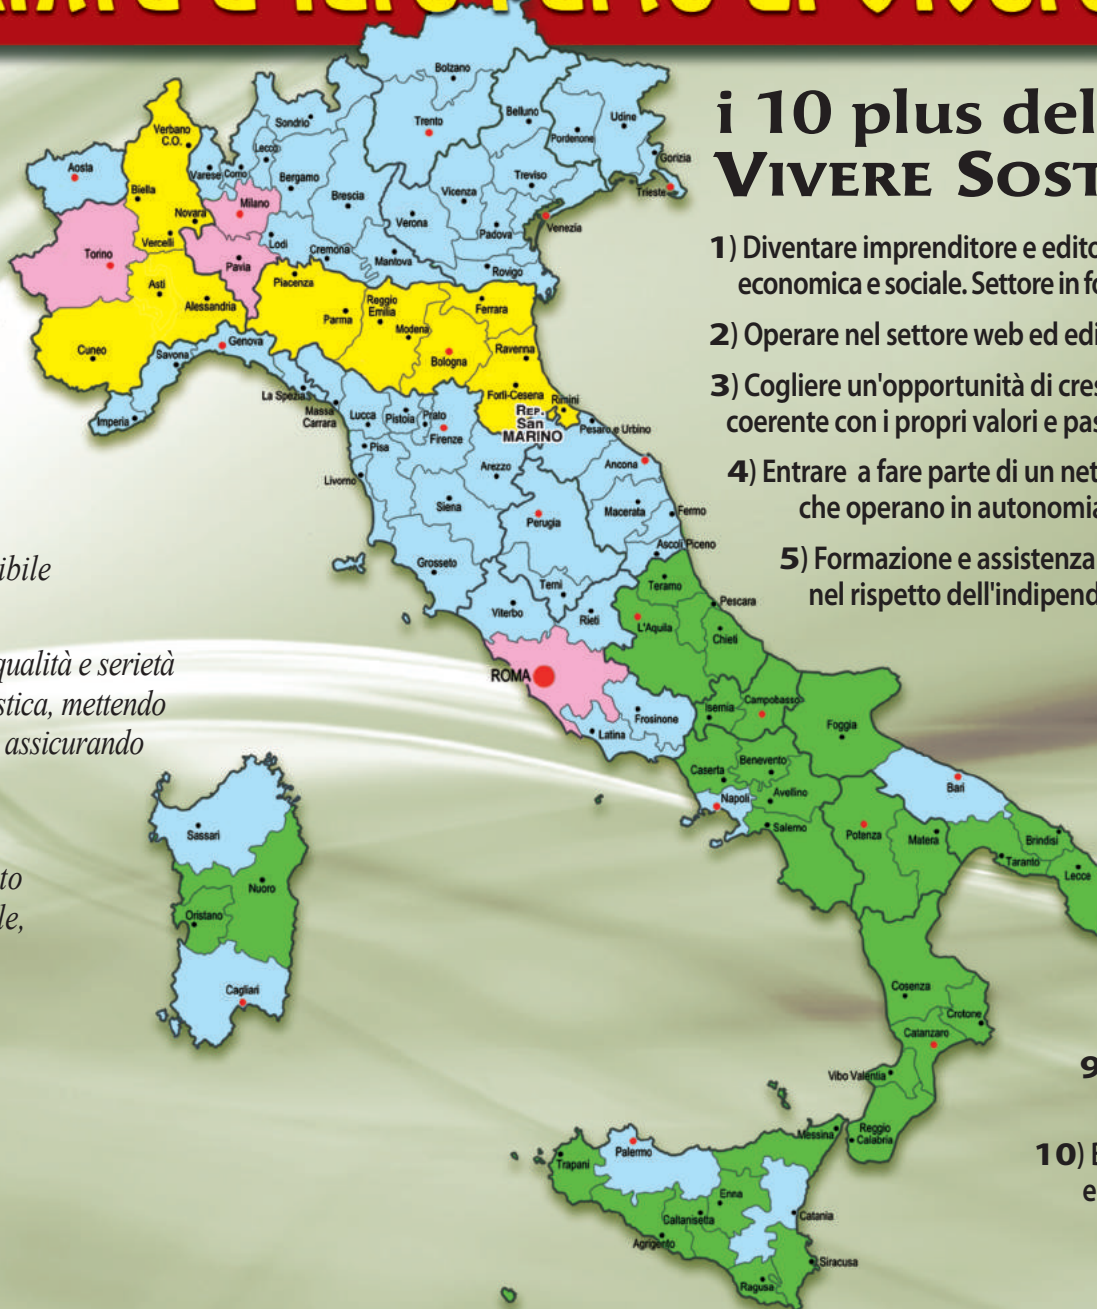 i 10 plus del
VIVERE SOST
1) Diventare imprenditore e edito
economica e sociale. Settore in fo
2) Operare nel settore web ed edi
3) Cogliere un'opportunità di cres
coerente con i propri valori e pas
4) Entrare a fare parte di un net
che operano in autonomia
5) Formazione e assistenza
nel rispetto dell'indipend
9
10) E
e
ibile
qualità e serietà
stica, mettendo
assicurando
to
le,
Bolzano
Trento
Belluno
Udine
Pordenone
Gorizia
Trieste
Treviso
Vicenza
Venezia
Padova
Verona
Rovigo
Sondrio
Lecco
Varese
Como
Bergamo
Brescia
Milano
Lodi
Cremona
Mantova
Pavia
Verbano
C.O.
Aosta
Biella
Novara
Vercelli
Torino
Asti
Alessandria
Cuneo
Piacenza
Parma
Reggio
Emilia
Modena
Ferrara
Bologna
Ravenna
Forlì-Cesena
Rimini
REP.
San
MARINO
Savona
Genova
Imperia
La Spezia
Massa
Carrara
Lucca
Pistoia
Prato
Firenze
Pisa
Livorno
Arezzo
Siena
Grosseto
Pesaro e Urbino
Ancona
Macerata
Fermo
Ascoli Piceno
Perugia
Terni
Viterbo
Rieti
ROMA
Frosinone
Latina
Teramo
Pescara
L'Aquila
Chieti
Isernia
Campobasso
Foggia
Caserta
Benevento
Napoli
Avellino
Salerno
Bari
Potenza
Matera
Taranto
Brindisi
Lecce
Cosenza
Crotone
Catanzaro
Vibo Valentia
Reggio
Calabria
Messina
Palermo
Trapani
Enna
Caltanisetta
Agrigento
Catania
Siracusa
Ragusa
Sassari
Nuoro
Oristano
Cagliari